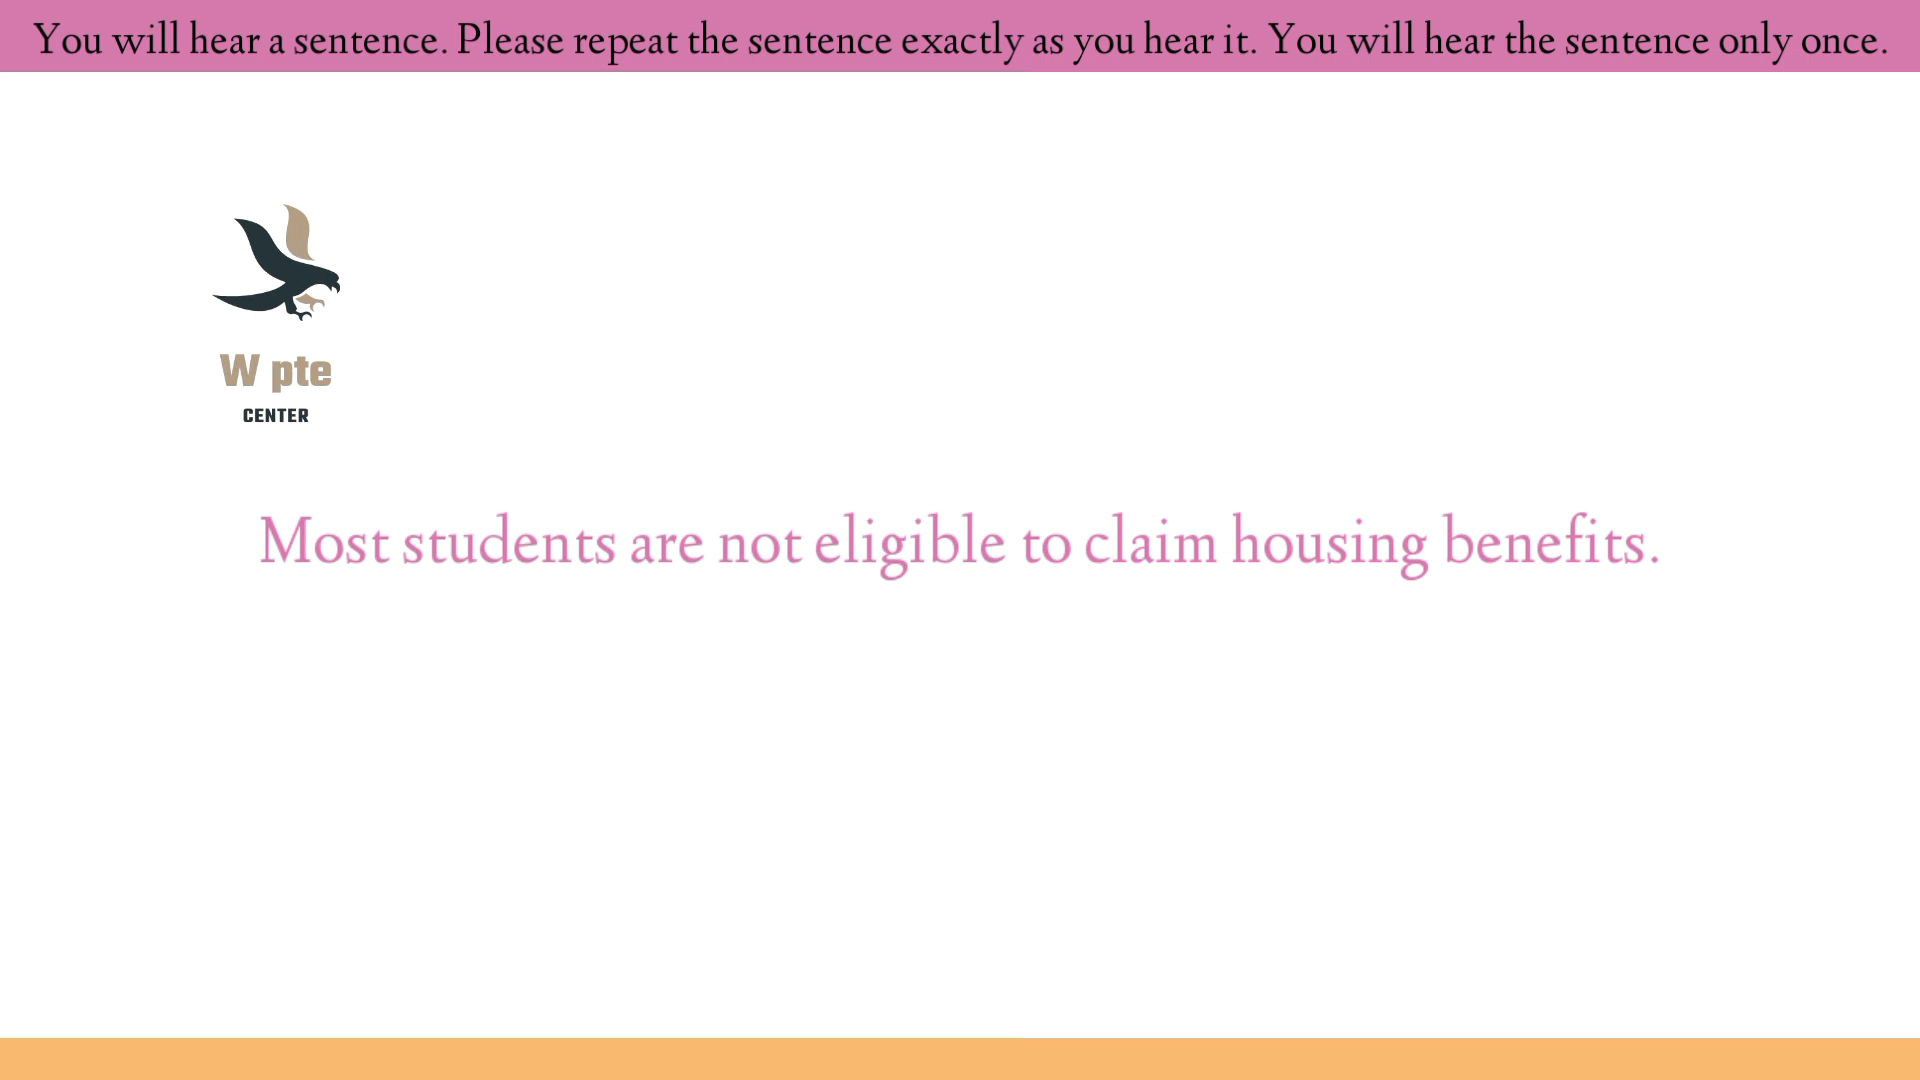 You will hear a sentence. Please repeat the sentence exactly as you hear it. You will hear the sentence only once.
W pte
CENTER
Most students are not eligible to claim housing benefits.